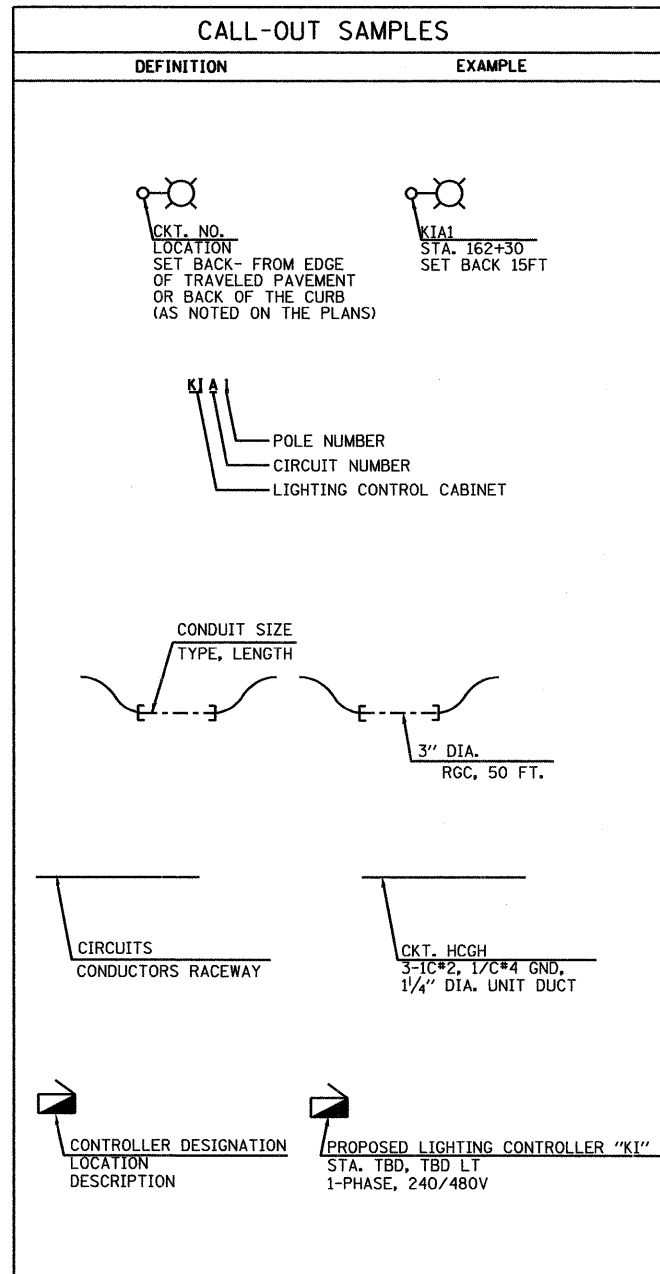 CALL-OUT SAMPLES
DEFINITION
EXAMPLE
CKT. NO.
LOCATION
SET BACK- FROM EDGE
OF TRAVELED PAVEMENT
OR BACK OF THE CURB
(AS NOTED ON THE PLANS)
KIA1
STA. 162+30
SET BACK 15FT
KIA1
POLE NUMBER
CIRCUIT NUMBER
LIGHTING CONTROL CABINET
CONDUIT SIZE
TYPE, LENGTH
3" DIA.
RGC, 50 FT.
CIRCUITS
CONDUCTORS RACEWAY
CKT. HCGH
3-1C#2, 1/C#4 GND,
1 1/4" DIA. UNIT DUCT
CONTROLLER DESIGNATION
LOCATION
DESCRIPTION
PROPOSED LIGHTING CONTROLLER "KI"
STA. TBD, TBD LT
1-PHASE, 240/480V